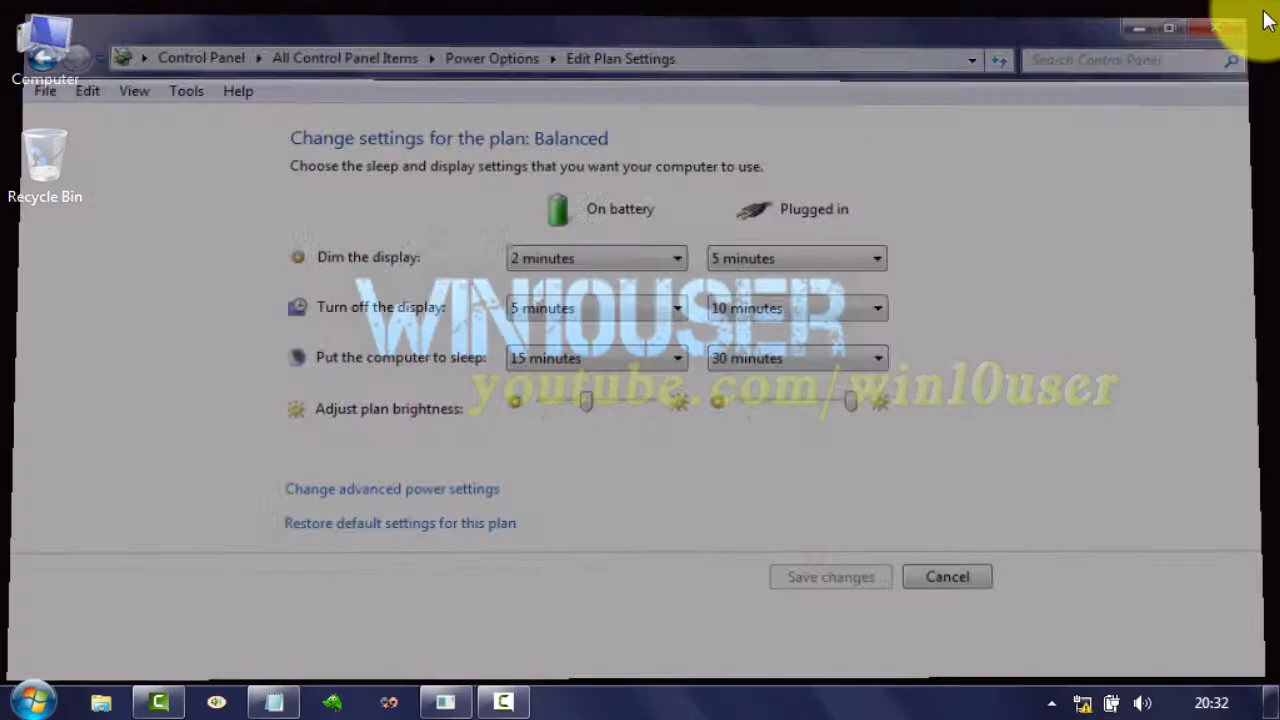 Computer
Recycle Bin
Control Panel All Control Panel Items Power Options Edit Plan Settings
Search Control Panel
File Edit View Tools Help
Change settings for the plan: Balanced
Choose the sleep and display settings that you want your computer to use.
On battery Plugged in
Dim the display: 2 minutes 5 minutes
Turn off the display: 5 minutes 10 minutes
WIN10USER
Put the computer to sleep: 15 minutes 30 minutes
youtube.com/win10user
Adjust plan brightness:
Change advanced power settings
Restore default settings for this plan
Save changes Cancel
20:32